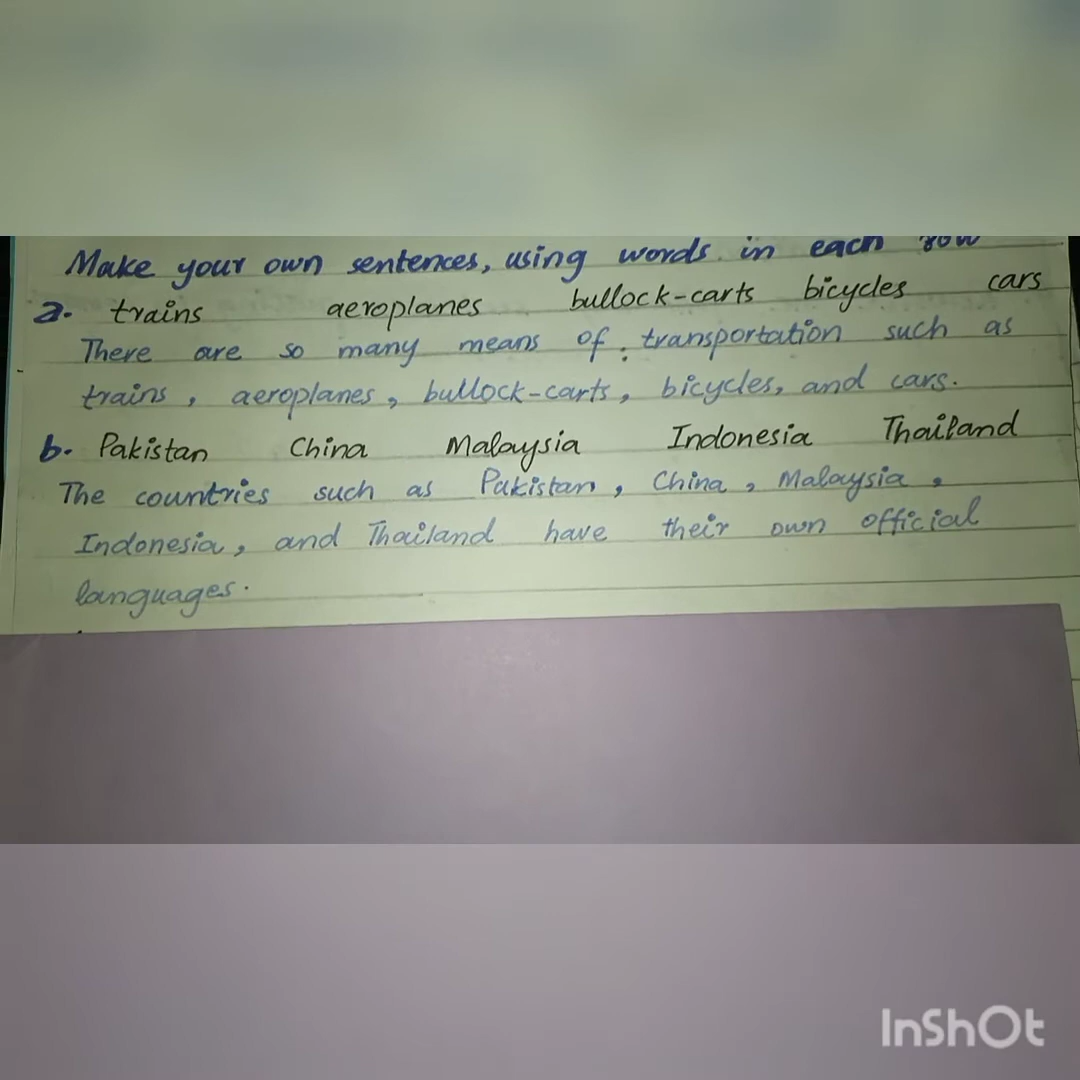 Make your own sentences, using words in each row
a. trains aeroplanes bullock-carts bicycles cars
There are so many means of transportation such as
trains, aeroplanes, bullock-carts, bicycles, and cars.
b. Pakistan China Malaysia Indonesia Thailand
The countries such as Pakistan, China, Malaysia,
Indonesia, and Thailand have their own official
languages.
InShOt